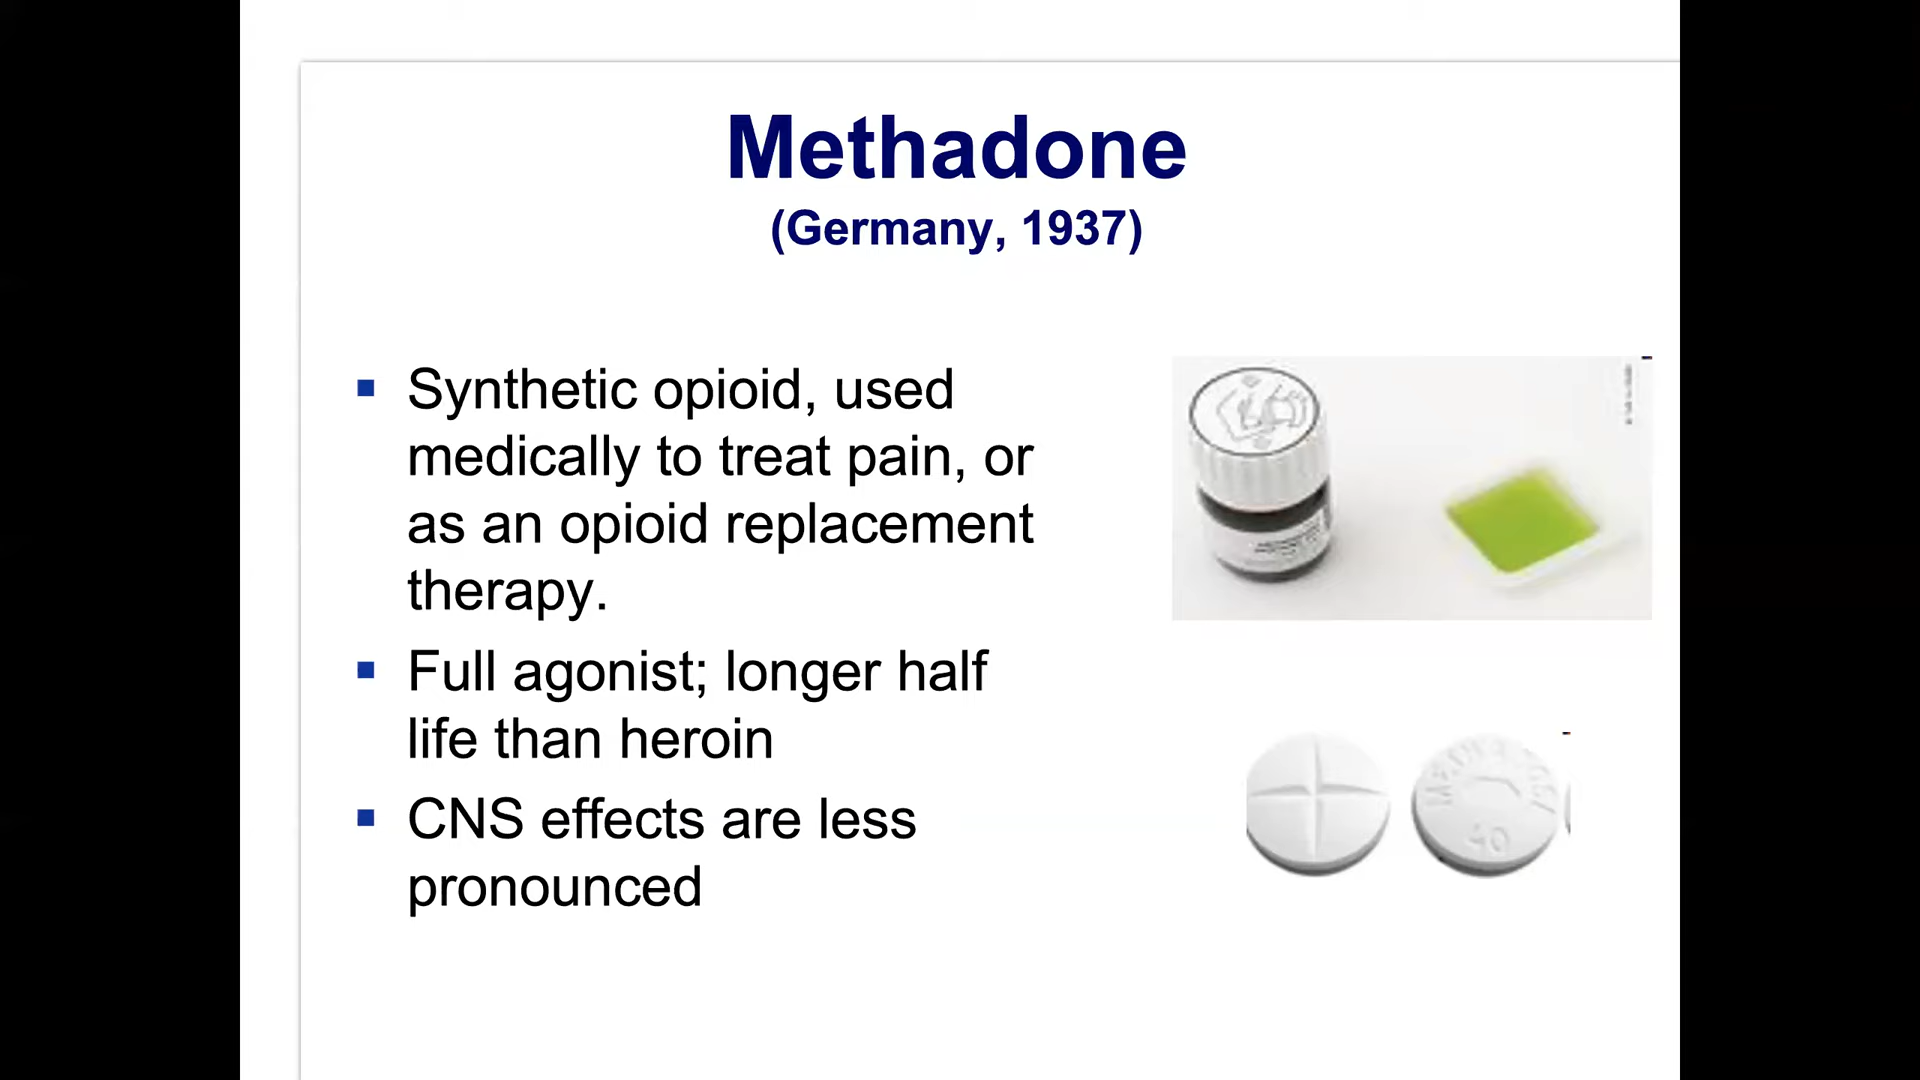 Methadone
(Germany, 1937)
▪ Synthetic opioid, used
medically to treat pain, or
as an opioid replacement
therapy.
▪ Full agonist; longer half
life than heroin
▪ CNS effects are less
pronounced
40